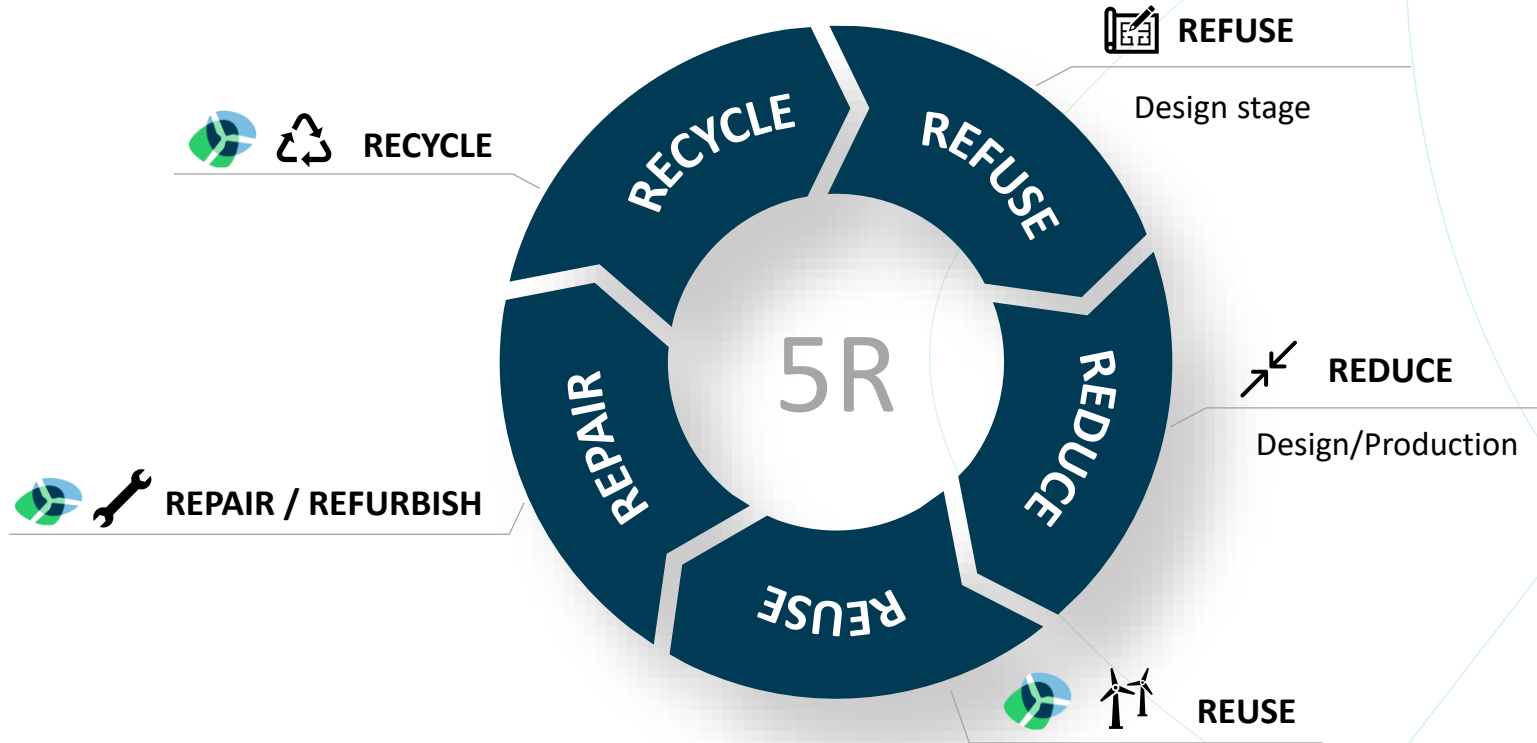 REFUSE
Design stage
RECYCLE
RECYCLE
REFUSE
5R
REDUCE
REDUCE
Design/Production
REPAIR
REPAIR / REFURBISH
REUSE
REUSE